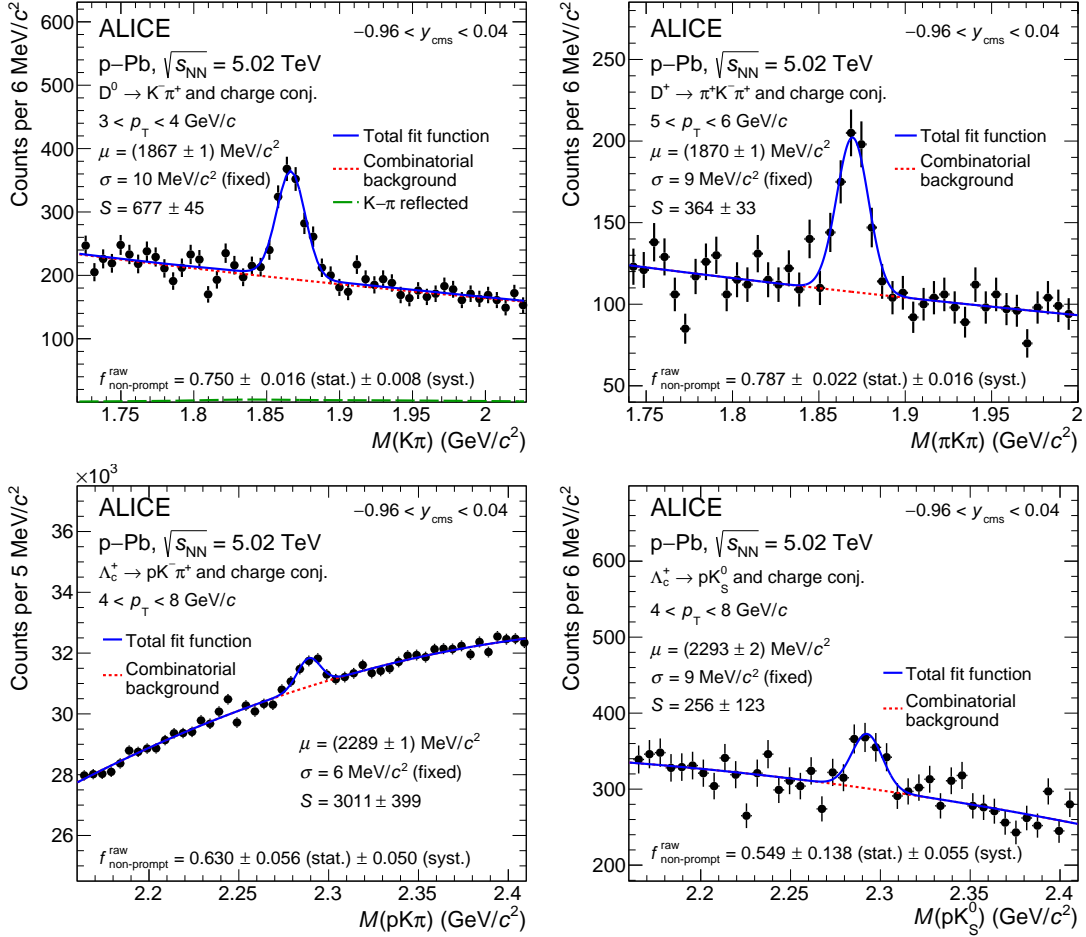 ALICE
−0.96 < y_cms < 0.04
p−Pb, √s_NN = 5.02 TeV
D⁰ → K⁻π⁺ and charge conj.
3 < p_T < 4 GeV/c
μ = (1867 ± 1) MeV/c²
σ = 10 MeV/c² (fixed)
S = 677 ± 45
Total fit function
Combinatorial
background
K−π reflected
f^raw_non-prompt = 0.750 ± 0.016 (stat.) ± 0.008 (syst.)
Counts per 6 MeV/c²
600
500
400
300
200
100
1.75
1.8
1.85
1.9
1.95
2
M(Kπ) (GeV/c²)
ALICE
−0.96 < y_cms < 0.04
p−Pb, √s_NN = 5.02 TeV
D⁺ → π⁺K⁻π⁺ and charge conj.
5 < p_T < 6 GeV/c
μ = (1870 ± 1) MeV/c²
σ = 9 MeV/c² (fixed)
S = 364 ± 33
Total fit function
Combinatorial
background
f^raw_non-prompt = 0.787 ± 0.022 (stat.) ± 0.016 (syst.)
Counts per 6 MeV/c²
250
200
150
100
50
1.75
1.8
1.85
1.9
1.95
2
M(πKπ) (GeV/c²)
×10³
ALICE
−0.96 < y_cms < 0.04
p−Pb, √s_NN = 5.02 TeV
Λ_c⁺ → pK⁻π⁺ and charge conj.
4 < p_T < 8 GeV/c
Total fit function
Combinatorial
background
μ = (2289 ± 1) MeV/c²
σ = 6 MeV/c² (fixed)
S = 3011 ± 399
f^raw_non-prompt = 0.630 ± 0.056 (stat.) ± 0.050 (syst.)
Counts per 5 MeV/c²
36
34
32
30
28
26
2.2
2.25
2.3
2.35
2.4
M(pKπ) (GeV/c²)
ALICE
−0.96 < y_cms < 0.04
p−Pb, √s_NN = 5.02 TeV
Λ_c⁺ → pK_S⁰ and charge conj.
4 < p_T < 8 GeV/c
μ = (2293 ± 2) MeV/c²
σ = 9 MeV/c² (fixed)
S = 256 ± 123
Total fit function
Combinatorial
background
f^raw_non-prompt = 0.549 ± 0.138 (stat.) ± 0.055 (syst.)
Counts per 6 MeV/c²
600
500
400
300
200
2.2
2.25
2.3
2.35
2.4
M(pK_S⁰) (GeV/c²)